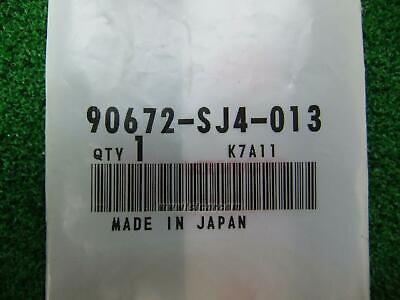 90672-SJ4-013
QTY 1 K7A11
MADE IN JAPAN